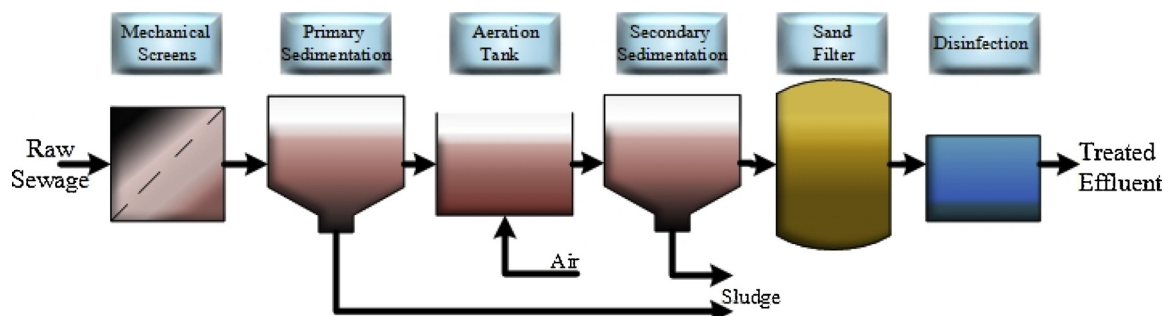 Mechanical
Screens
Primary
Sedimentation
Aeration
Tank
Secondary
Sedimentation
Sand
Filter
Disinfection
Raw
Sewage
Treated
Effluent
Air
Sludge